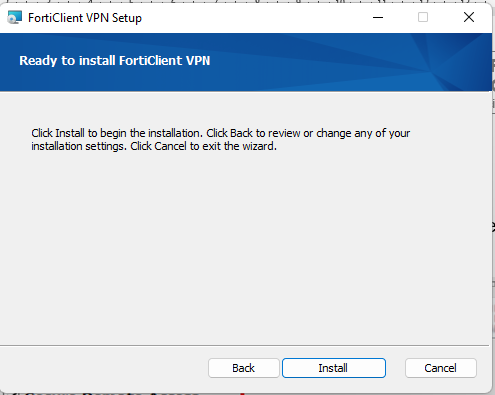 FortiClient VPN Setup
Ready to install FortiClient VPN
Click Install to begin the installation. Click Back to review or change any of your
installation settings. Click Cancel to exit the wizard.
Back
Install
Cancel